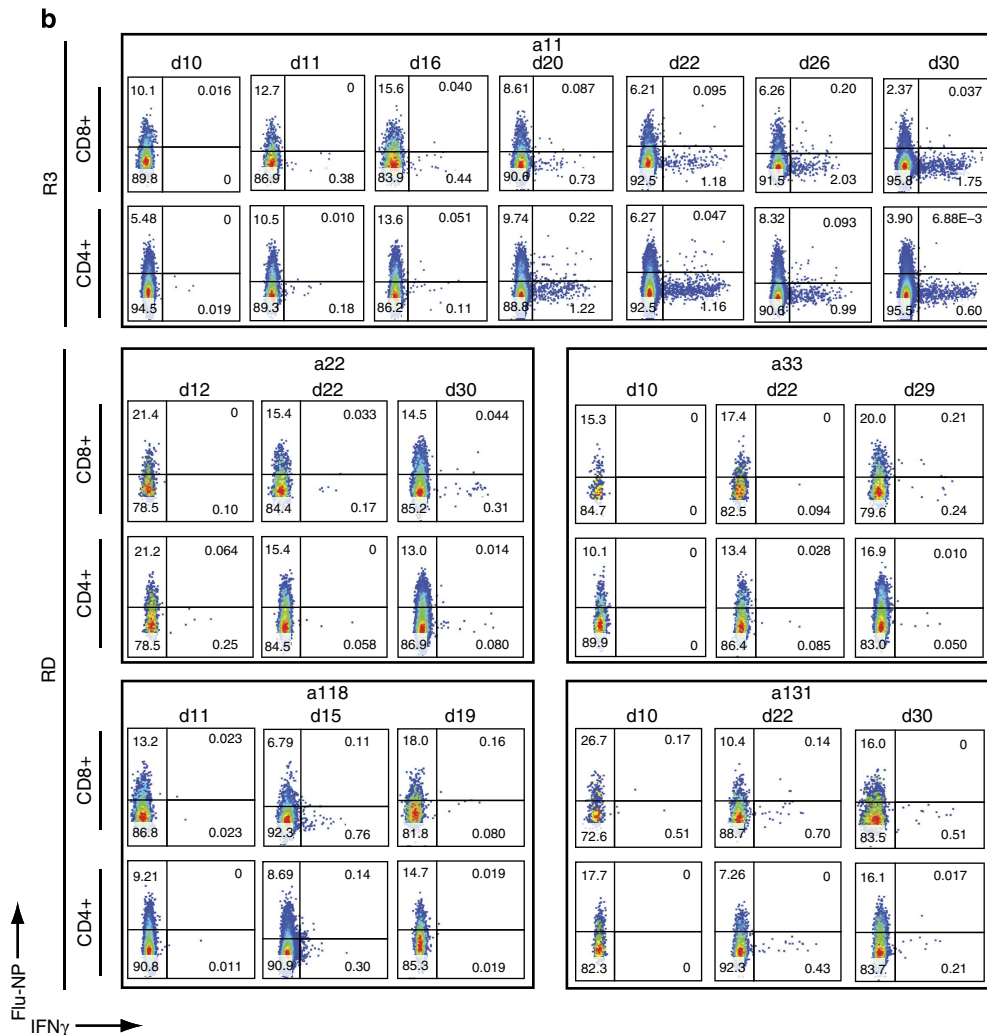 b
a11
d10 d11 d16 d20 d22 d26 d30
R3
CD8+
10.1 0.016 12.7 0 15.6 0.040 8.61 0.087 6.21 0.095 6.26 0.20 2.37 0.037
89.8 0 86.9 0.38 83.9 0.44 90.6 0.73 92.5 1.18 91.5 2.03 95.8 1.75
CD4+
5.48 0 10.5 0.010 13.6 0.051 9.74 0.22 6.27 0.047 8.32 0.093 3.90 6.88E–3
94.5 0.019 89.3 0.18 86.2 0.11 88.8 1.22 92.5 1.16 90.6 0.99 95.5 0.60
RD
a22
d12 d22 d30
CD8+
21.4 0 15.4 0.033 14.5 0.044
78.5 0.10 84.4 0.17 85.2 0.31
CD4+
21.2 0.064 15.4 0 13.0 0.014
78.5 0.25 84.5 0.058 86.9 0.080
a33
d10 d22 d29
15.3 0 17.4 0 20.0 0.21
84.7 0 82.5 0.094 79.6 0.24
10.1 0 13.4 0.028 16.9 0.010
89.9 0 86.4 0.085 83.0 0.050
a118
d11 d15 d19
CD8+
13.2 0.023 6.79 0.11 18.0 0.16
86.8 0.023 92.3 0.76 81.8 0.080
CD4+
9.21 0 8.69 0.14 14.7 0.019
90.8 0.011 90.9 0.30 85.3 0.019
a131
d10 d22 d30
26.7 0.17 10.4 0.14 16.0 0
72.6 0.51 88.7 0.70 83.5 0.51
17.7 0 7.26 0 16.1 0.017
82.3 0 92.3 0.43 83.7 0.21
Flu-NP
IFNγ